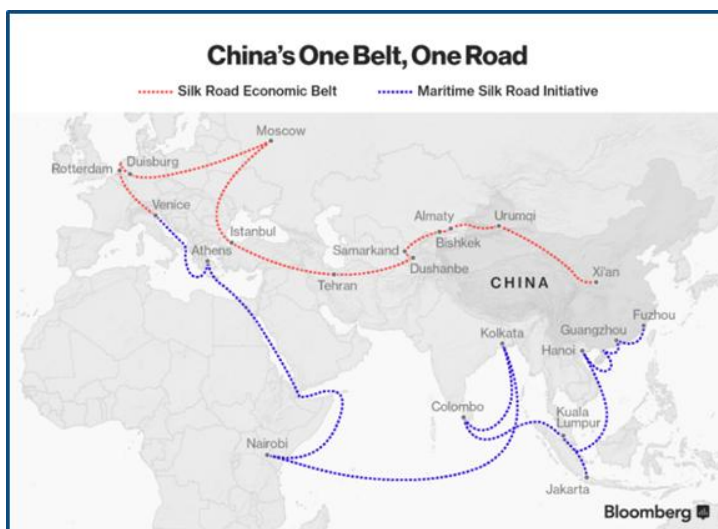 China's One Belt, One Road
Silk Road Economic Belt
Maritime Silk Road Initiative
Moscow
Rotterdam
Duisburg
Venice
Istanbul
Athens
Almaty
Urumqi
Samarkand
Bishkek
Dushanbe
Tehran
Xi'an
CHINA
Fuzhou
Guangzhou
Kolkata
Hanoi
Colombo
Kuala
Lumpur
Nairobi
Jakarta
Bloomberg